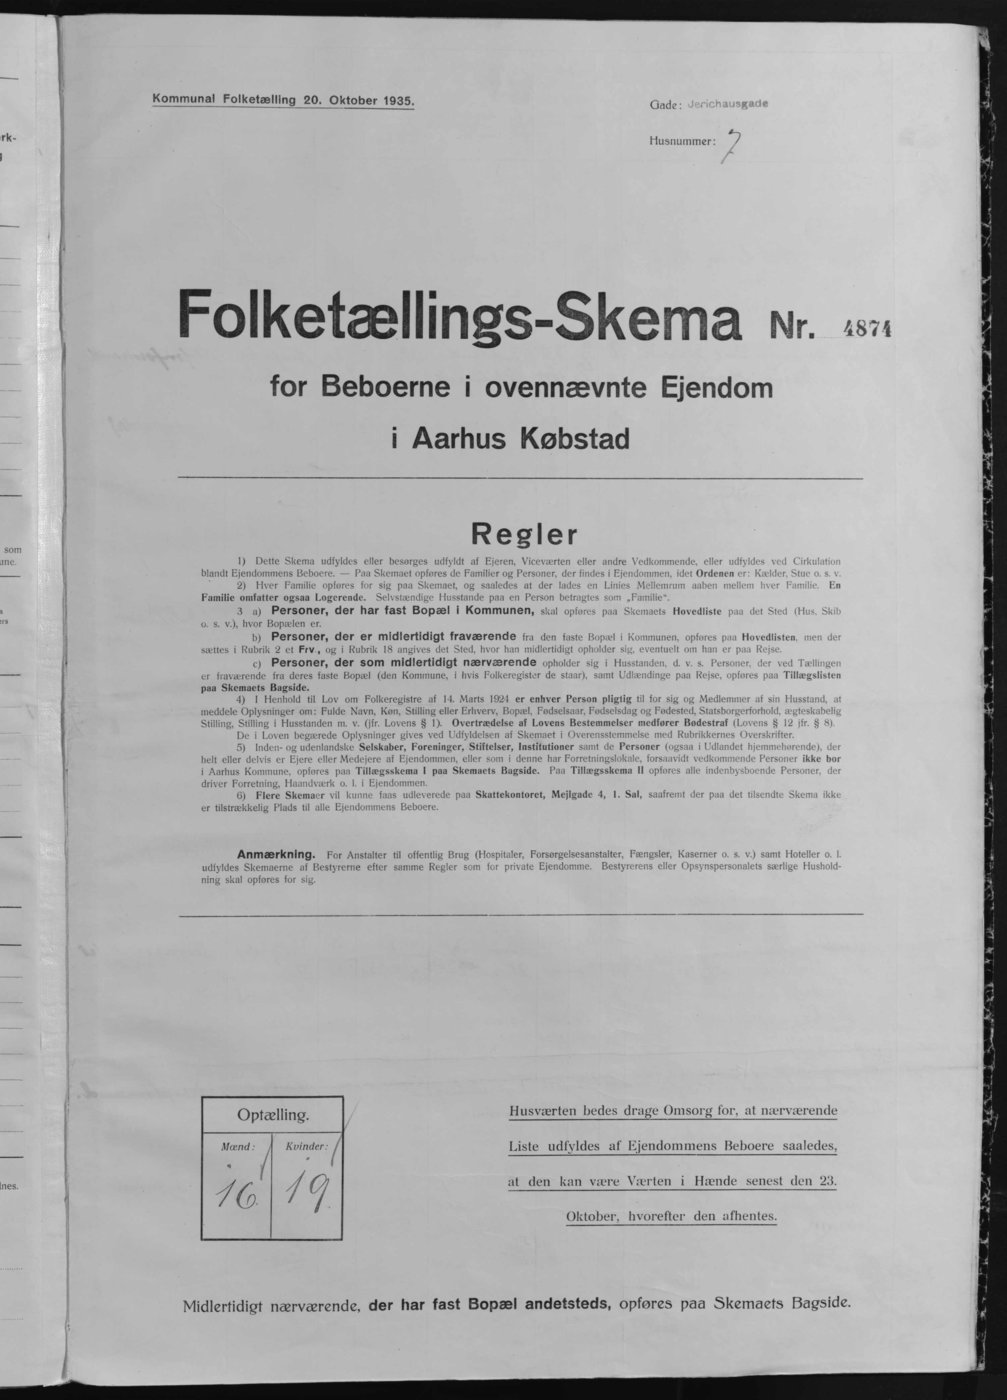 Kommunal Folketælling 20. Oktober 1935.
Gade: Jerichausgade
Husnummer: 7
Folketællings-Skema Nr. 4874
for Beboerne i ovennævnte Ejendom
i Aarhus Købstad
Regler
1) Dette Skema udfyldes eller besørges udfyldt af Ejeren, Viceværten eller andre Vedkommende, eller udfyldes ved Cirkulation
blandt Ejendommens Beboere. — Paa Skemaet opføres de Familier og Personer, der findes i Ejendommen, idet Ordenen er: Kælder, Stue o. s. v.
2) Hver Familie opføres for sig paa Skemaet, og saaledes at der lades en Linies Mellemrum aaben mellem hver Familie. En
Familie omfatter ogsaa Logerende. Selvstændige Husstande paa en Person betragtes som „Familie“.
3 a) Personer, der har fast Bopæl i Kommunen, skal opføres paa Skemaets Hovedliste paa det Sted (Hus, Skib
o. s. v.), hvor Bopælen er.
b) Personer, der er midlertidigt fraværende fra den faste Bopæl i Kommunen, opføres paa Hovedlisten, men der
sættes i Rubrik 2 et Frv., og i Rubrik 18 angives det Sted, hvor han midlertidigt opholder sig, eventuelt om han er paa Rejse.
c) Personer, der som midlertidigt nærværende opholder sig i Husstanden, d. v. s. Personer, der ved Tællingen
er fraværende fra deres faste Bopæl (den Kommune, i hvis Folkeregister de staar), samt Udlændinge paa Rejse, opføres paa Tillægslisten
paa Skemaets Bagside.
4) I Henhold til Lov om Folkeregistre af 14. Marts 1924 er enhver Person pligtig til for sig og Medlemmer af sin Husstand, at
meddele Oplysninger om: Fulde Navn, Køn, Stilling eller Erhverv, Bopæl, Fødselsaar, Fødselsdag og Fødested, Statsborgerforhold, ægteskabelig
Stilling, Stilling i Husstanden m. v. (jfr. Lovens § 1). Overtrædelse af Lovens Bestemmelser medfører Bødestraf (Lovens § 12 jfr. § 8).
De i Loven begærede Oplysninger gives ved Udfyldelsen af Skemaet i Overensstemmelse med Rubrikkernes Overskrifter.
5) Inden- og udenlandske Selskaber, Foreninger, Stiftelser, Institutioner samt de Personer (ogsaa i Udlandet hjemmehørende), der
helt eller delvis er Ejere eller Medejere af Ejendommen, eller som i denne har Forretningslokale, forsaavidt vedkommende Personer ikke bor
i Aarhus Kommune, opføres paa Tillægsskema I paa Skemaets Bagside. Paa Tillægsskema II opføres alle indenbysboende Personer, der
driver Forretning, Haandværk o. l. i Ejendommen.
6) Flere Skemaer vil kunne faas udleverede paa Skattekontoret, Mejlgade 4, 1. Sal, saafremt der paa det tilsendte Skema ikke
er tilstrækkelig Plads til alle Ejendommens Beboere.
Anmærkning. For Anstalter til offentlig Brug (Hospitaler, Forsørgelsesanstalter, Fængsler, Kaserner o. s. v.) samt Hoteller o. l.
udfyldes Skemaerne af Bestyrerne efter samme Regler som for private Ejendomme. Bestyrerens eller Opsynspersonalets særlige Hushold-
ning skal opføres for sig.
Optælling.
Mænd: Kvinder:
16 19
Husværten bedes drage Omsorg for, at nærværende
Liste udfyldes af Ejendommens Beboere saaledes,
at den kan være Værten i Hænde senest den 23.
Oktober, hvorefter den afhentes.
Midlertidigt nærværende, der har fast Bopæl andetsteds, opføres paa Skemaets Bagside.